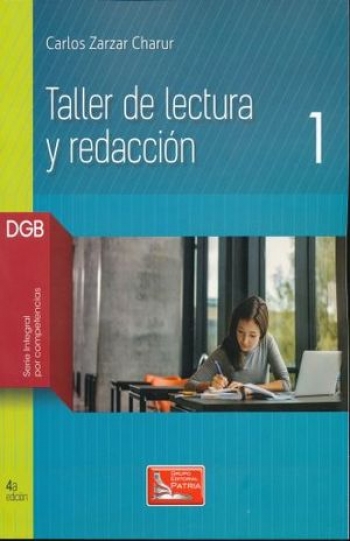 Carlos Zarzar Charur
Taller de lectura
y redacción
1
DGB
Serie integral
por competencias
4a
edición
GRUPO
EDITORIAL
PATRIA